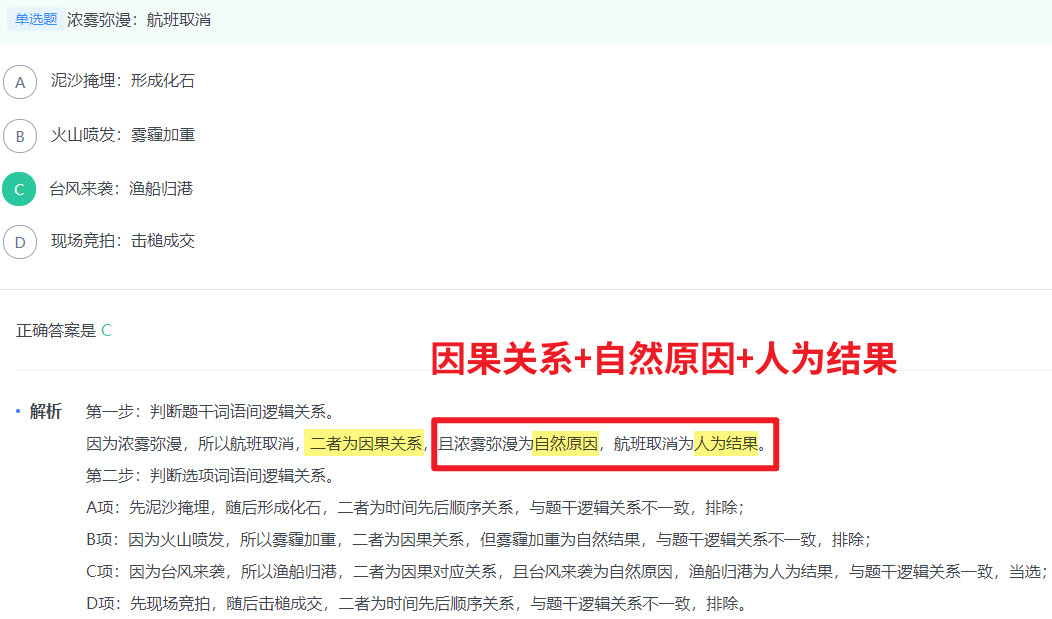 单选题 浓雾弥漫：航班取消
A 泥沙掩埋：形成化石
B 火山喷发：雾霾加重
C 台风来袭：渔船归港
D 现场竞拍：击槌成交
正确答案是 C
因果关系+自然原因+人为结果
• 解析 第一步：判断题干词语间逻辑关系。
因为浓雾弥漫，所以航班取消，二者为因果关系，且浓雾弥漫为自然原因，航班取消为人为结果。
第二步：判断选项词语间逻辑关系。
A项：先泥沙掩埋，随后形成化石，二者为时间先后顺序关系，与题干逻辑关系不一致，排除；
B项：因为火山喷发，所以雾霾加重，二者为因果关系，但雾霾加重为自然结果，与题干逻辑关系不一致，排除；
C项：因为台风来袭，所以渔船归港，二者为因果对应关系，且台风来袭为自然原因，渔船归港为人为结果，与题干逻辑关系一致，当选；
D项：先现场竞拍，随后击槌成交，二者为时间先后顺序关系，与题干逻辑关系不一致，排除。